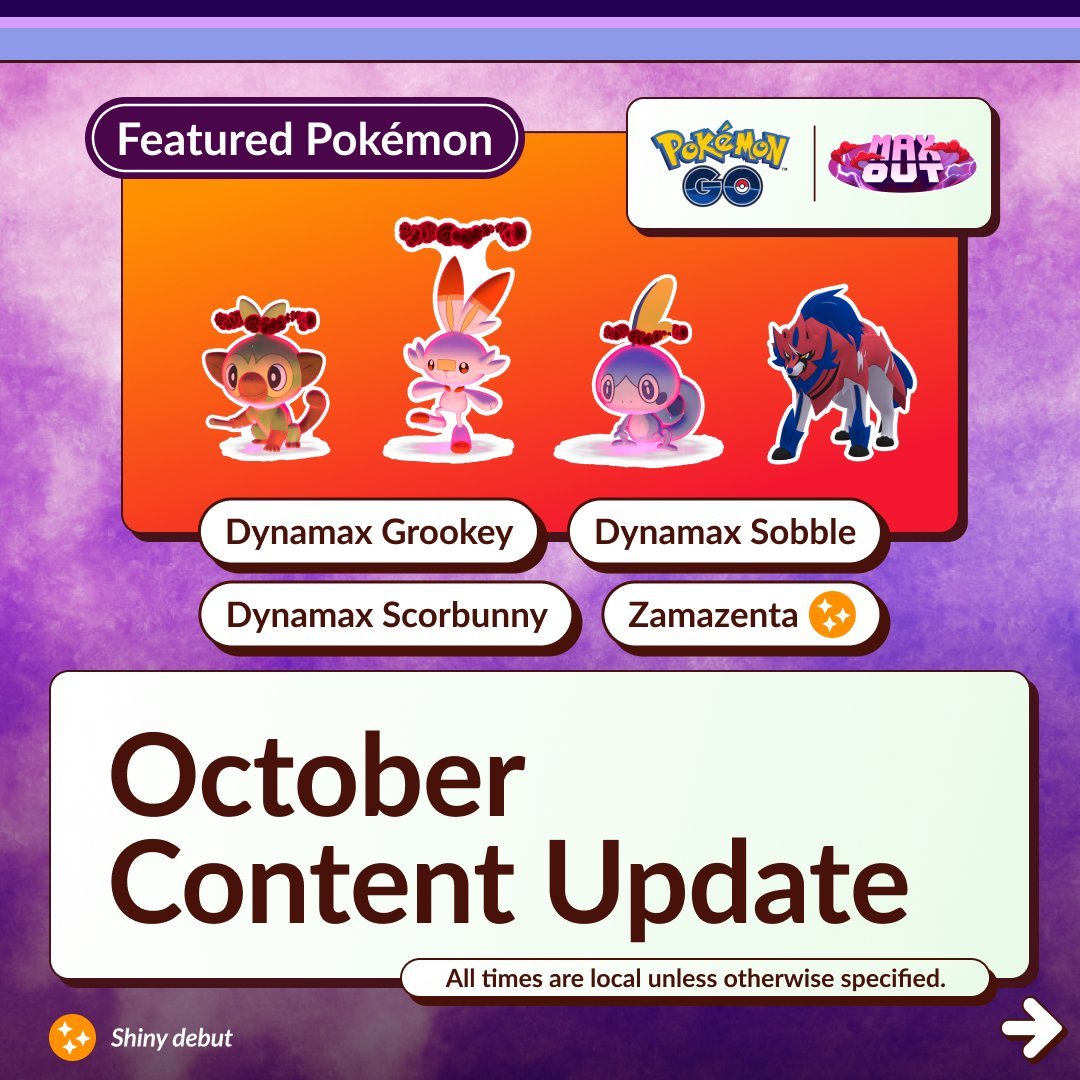 Featured Pokémon
POKÉMON
GO
MAX
OUT
Dynamax Grookey
Dynamax Sobble
Dynamax Scorbunny
Zamazenta
October
Content Update
All times are local unless otherwise specified.
Shiny debut